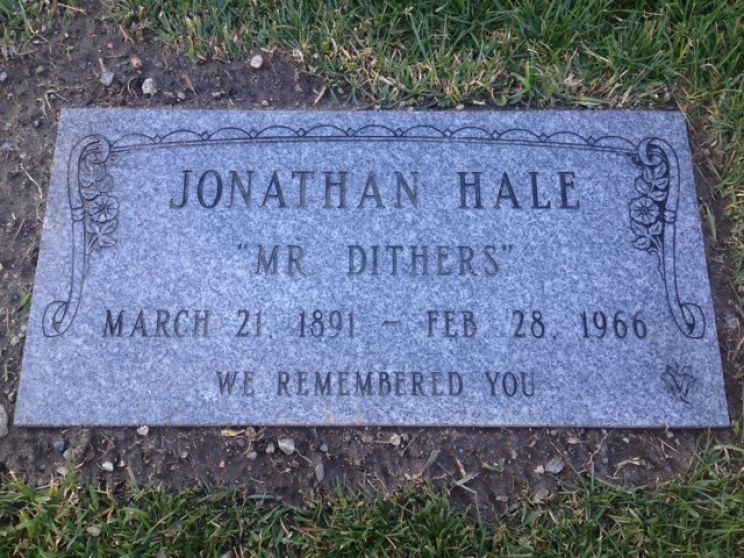 JONATHAN HALE
"MR. DITHERS"
MARCH 21, 1891 - FEB. 28, 1966
WE REMEMBERED YOU